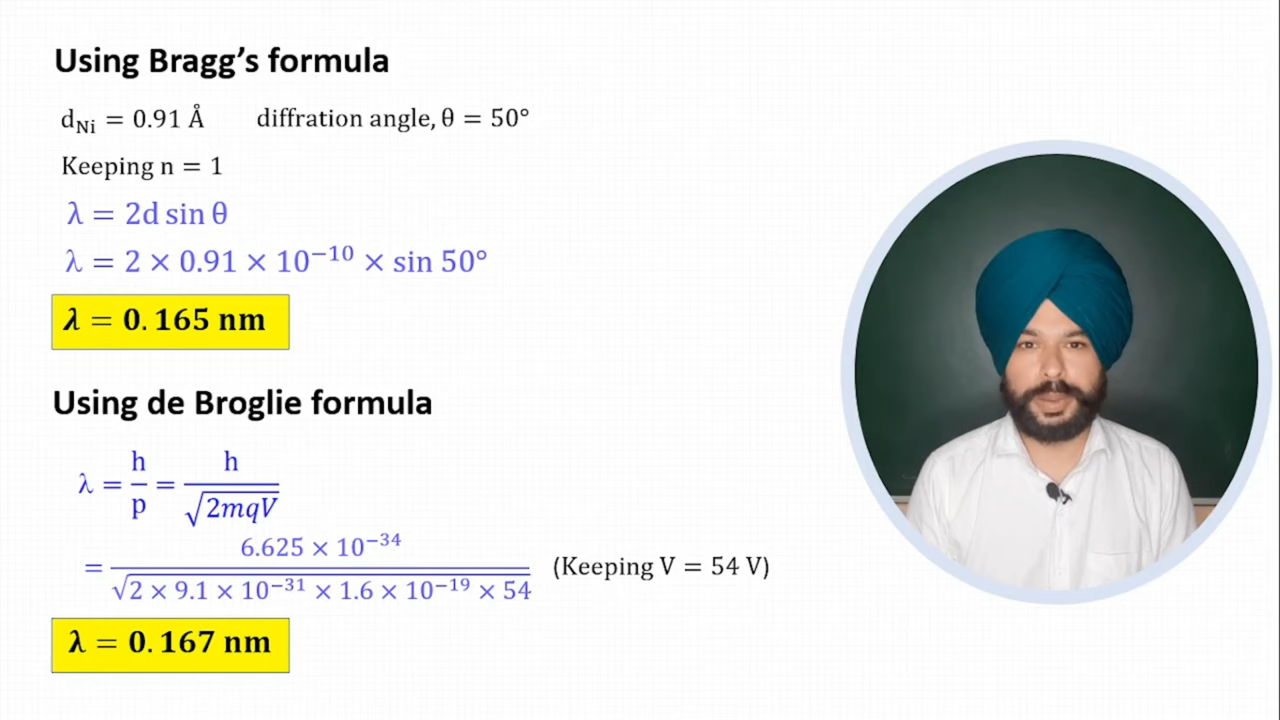 Using Bragg’s formula
d_Ni = 0.91 Å diffration angle, θ = 50°
Keeping n = 1
λ = 2d sin θ
λ = 2 × 0.91 × 10⁻¹⁰ × sin 50°
λ = 0.165 nm
Using de Broglie formula
λ = h/p = h/√(2mqV)
= 6.625 × 10⁻³⁴/√(2 × 9.1 × 10⁻³¹ × 1.6 × 10⁻¹⁹ × 54) (Keeping V = 54 V)
λ = 0.167 nm